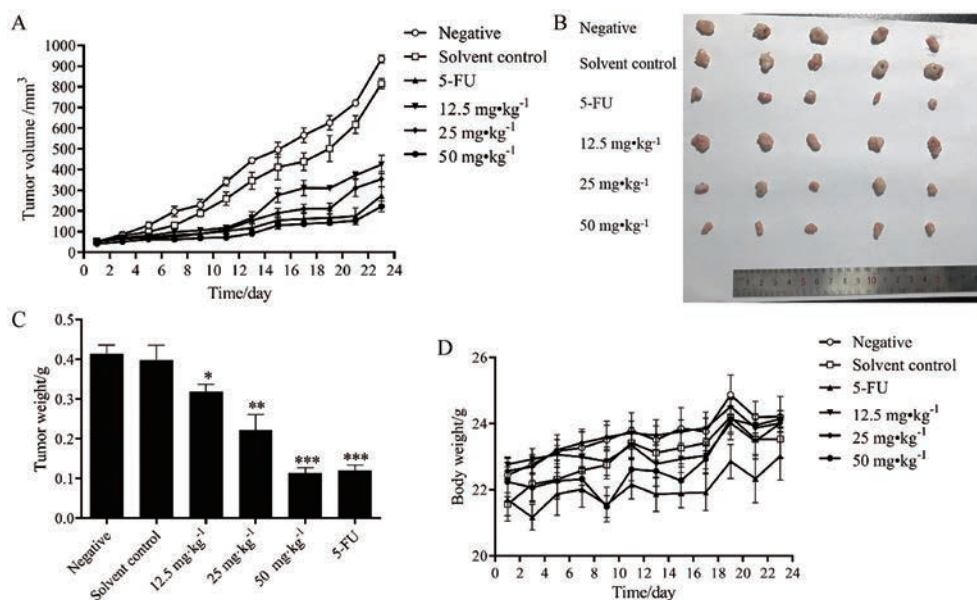 A
Negative
Solvent control
5-FU
12.5 mg•kg⁻¹
25 mg•kg⁻¹
50 mg•kg⁻¹
Tumor volume /mm³
1000
900
800
700
600
500
400
300
200
100
0
0 2 4 6 8 10 12 14 16 18 20 22 24
Time/day
B
Negative
Solvent control
5-FU
12.5 mg•kg⁻¹
25 mg•kg⁻¹
50 mg•kg⁻¹
C
Tumor weight/g
0.5
0.4
0.3
0.2
0.1
0.0
*
**
***
***
Negative
Solvent control
12.5 mg·kg⁻¹
25 mg·kg⁻¹
50 mg·kg⁻¹
5-FU
D
Negative
Solvent control
5-FU
12.5 mg•kg⁻¹
25 mg•kg⁻¹
50 mg•kg⁻¹
Body weight/g
26
24
22
20
0 2 4 6 8 10 12 14 16 18 20 22 24
Time/day